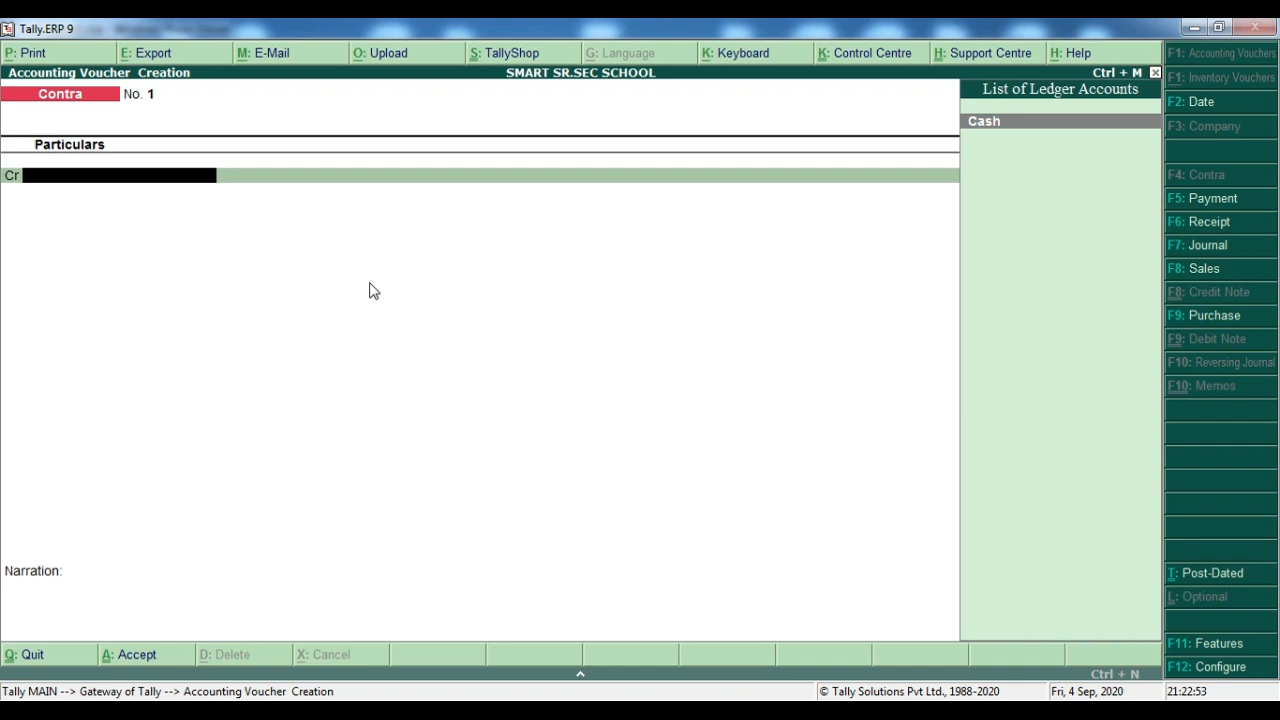 Tally.ERP 9
P: Print E: Export M: E-Mail O: Upload S: TallyShop G: Language K: Keyboard K: Control Centre H: Support Centre H: Help
Accounting Voucher Creation SMART SR.SEC SCHOOL Ctrl + M
Contra No. 1
Particulars
Cr
Narration:
List of Ledger Accounts
Cash
F1: Accounting Vouchers
F1: Inventory Vouchers
F2: Date
F3: Company
F4: Contra
F5: Payment
F6: Receipt
F7: Journal
F8: Sales
F8: Credit Note
F9: Purchase
F9: Debit Note
F10: Reversing Journal
F10: Memos
T: Post-Dated
L: Optional
F11: Features
F12: Configure
Q: Quit A: Accept D: Delete X: Cancel
Ctrl + N
Tally MAIN --> Gateway of Tally --> Accounting Voucher Creation © Tally Solutions Pvt Ltd., 1988-2020 Fri, 4 Sep, 2020 21:22:53